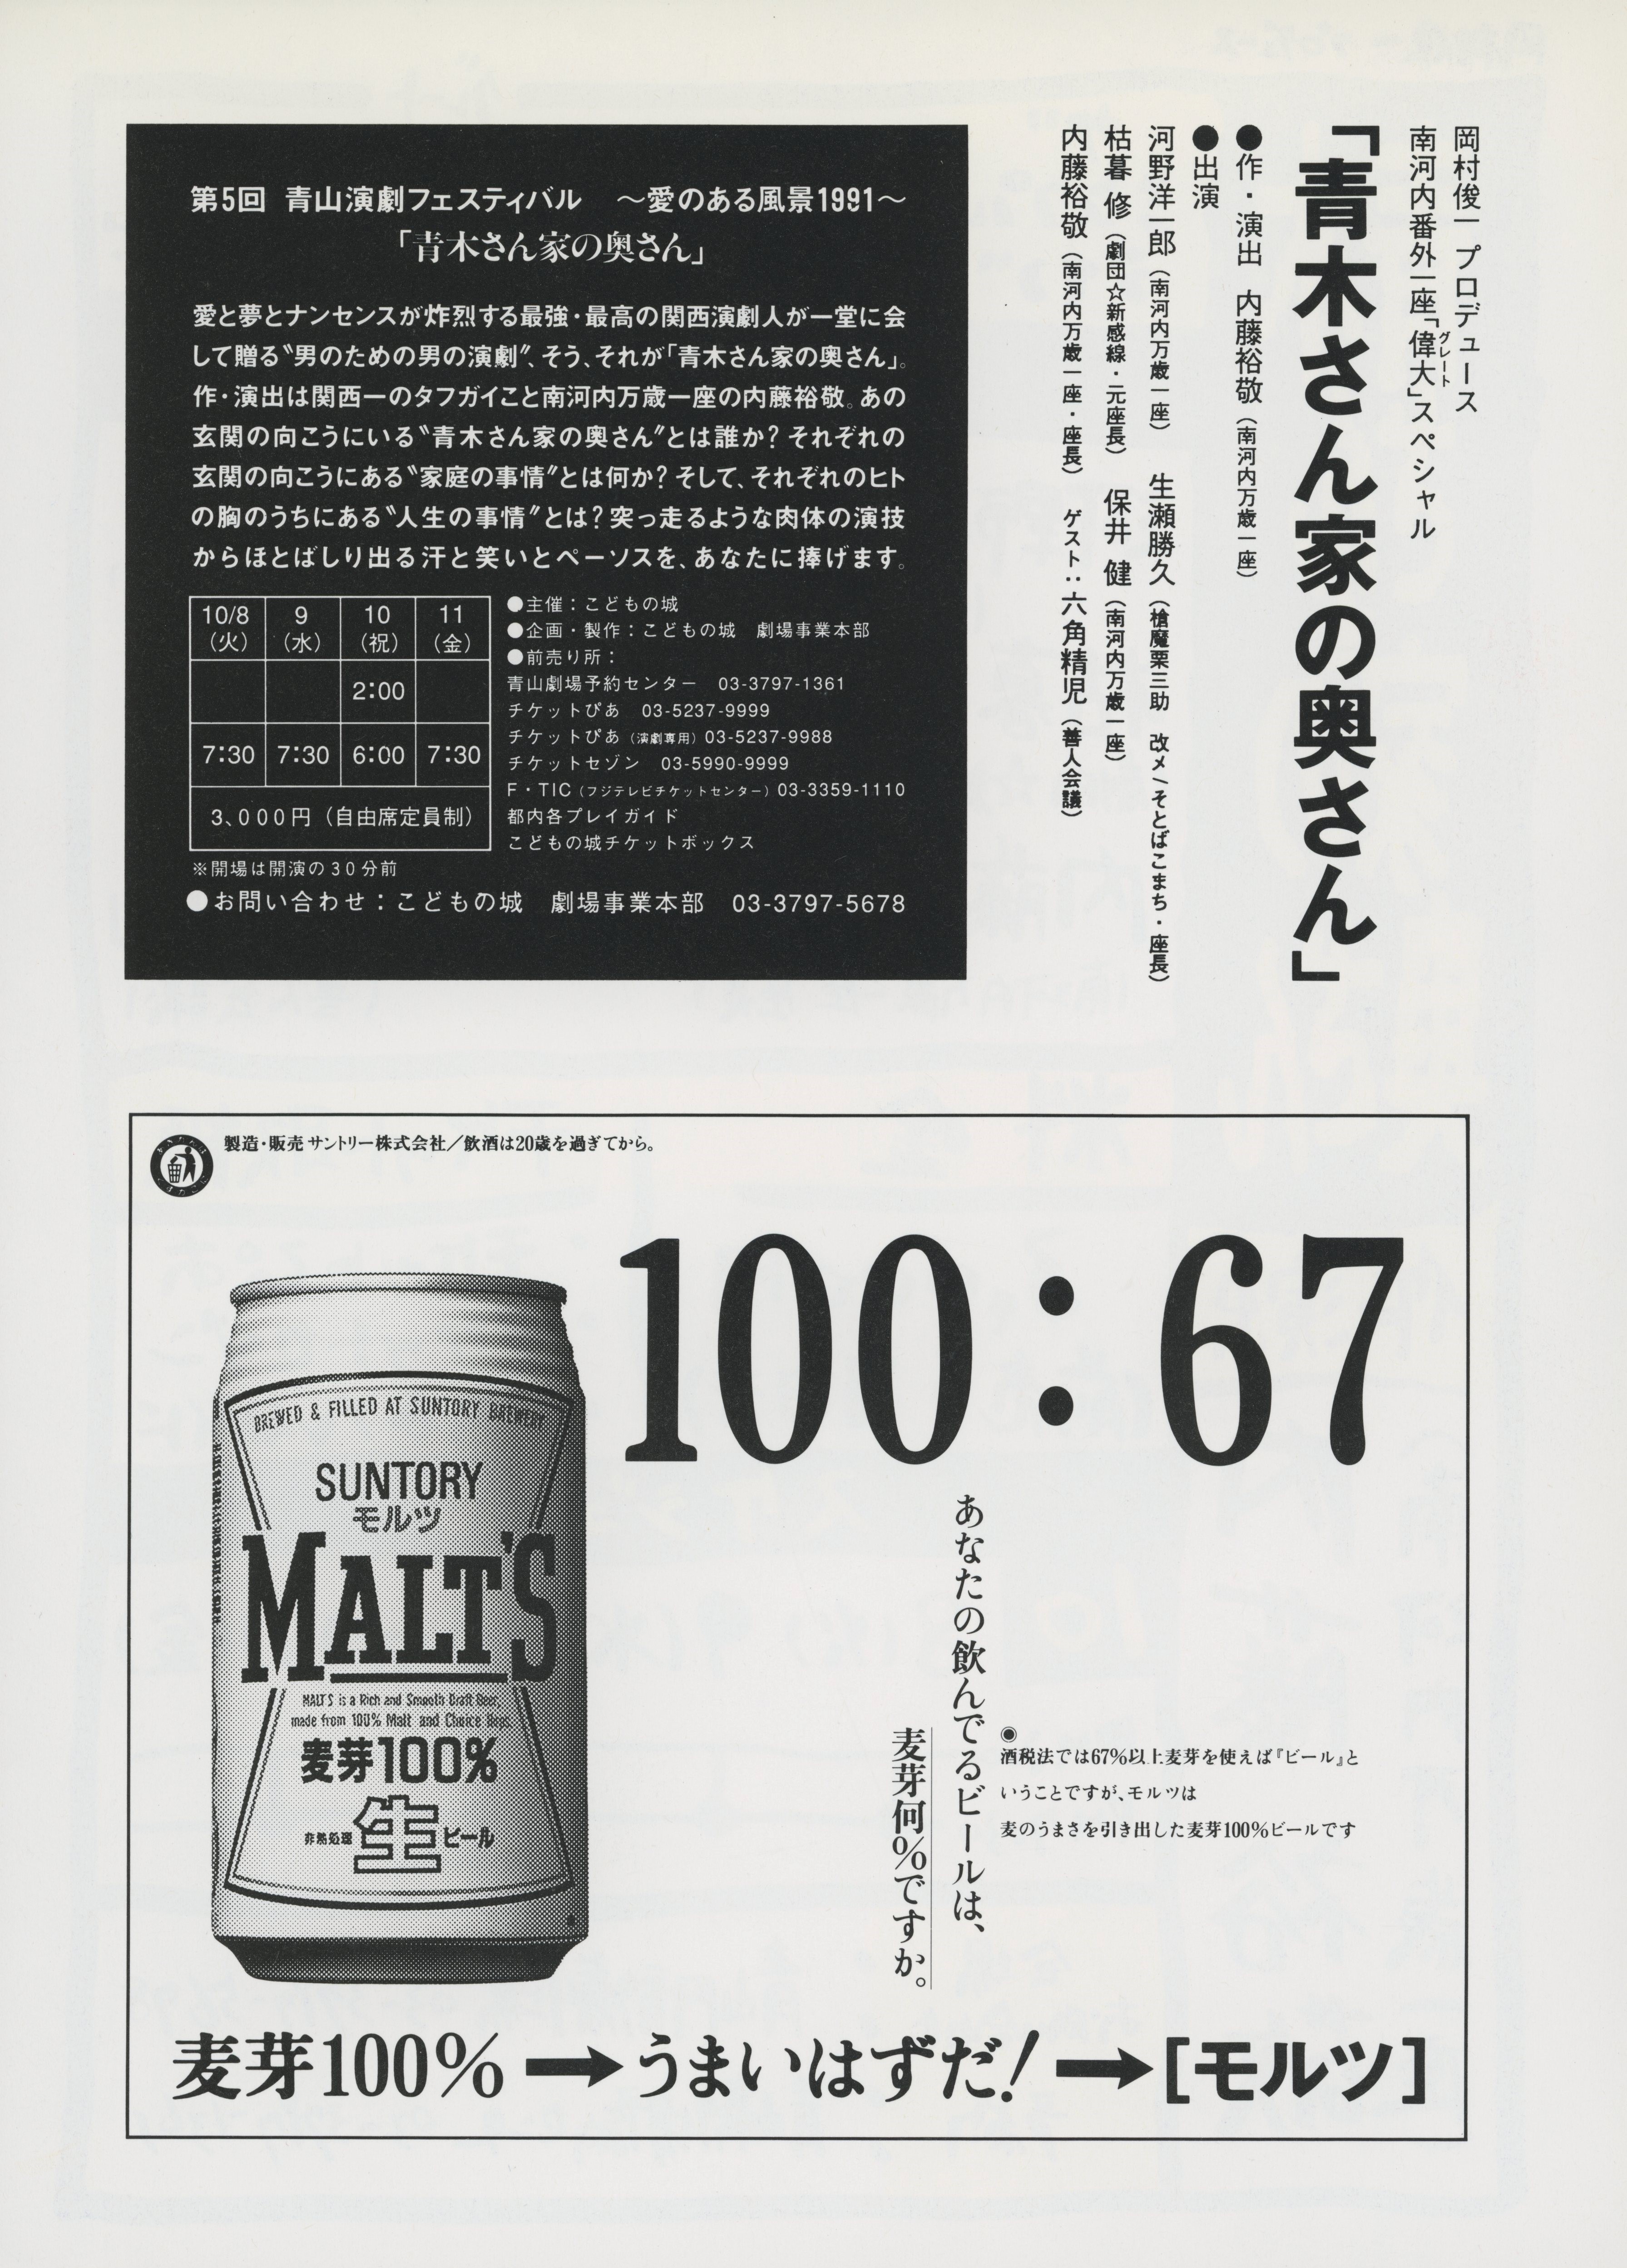 岡村俊一 プロデュース
南河内番外一座「偉大」スペシャル
グレート
「青木さん家の奥さん」
●作・演出 内藤裕敬（南河内万歳一座）
●出演
河野洋一郎（南河内万歳一座） 生瀬勝久（槍魔栗三助 改メ／そとばこまち・座長）
枯暮 修（劇団☆新感線・元座長） 保井 健（南河内万歳一座）
内藤裕敬（南河内万歳一座・座長） ゲスト：六角精児（善人会議）
第5回 青山演劇フェスティバル ～愛のある風景1991～
「青木さん家の奥さん」
愛と夢とナンセンスが炸烈する最強・最高の関西演劇人が一堂に会
して贈る〝男のための男の演劇〟、そう、それが「青木さん家の奥さん」。
作・演出は関西一のタフガイこと南河内万歳一座の内藤裕敬。あの
玄関の向こうにいる〝青木さん家の奥さん〟とは誰か？それぞれの
玄関の向こうにある〝家庭の事情〟とは何か？そして、それぞれのヒト
の胸のうちにある〝人生の事情〟とは？突っ走るような肉体の演技
からほとばしり出る汗と笑いとペーソスを、あなたに捧げます。
10/8 9 10 11
（火） （水） （祝） （金）
2:00
7:30 7:30 6:00 7:30
3、000円（自由席定員制）
※開場は開演の30分前
●主催：こどもの城
●企画・製作：こどもの城 劇場事業本部
●前売り所：
青山劇場予約センター 03-3797-1361
チケットぴあ 03-5237-9999
チケットぴあ（演劇専用）03-5237-9988
チケットセゾン 03-5990-9999
F・TIC（フジテレビチケットセンター）03-3359-1110
都内各プレイガイド
こどもの城チケットボックス
●お問い合わせ：こどもの城 劇場事業本部 03-3797-5678
製造・販売 サントリー株式会社／飲酒は20歳を過ぎてから。
100：67
BREWED & FILLED AT SUNTORY BREWERY
SUNTORY
モルツ
MALT'S
MALT'S is a Rich and Smooth Draft Beer,
made from 100% Malt and Choice Hops.
麦芽100%
非熱処理 生 ビール
あなたの飲んでるビールは、
麦芽何%ですか。
◉
酒税法では67%以上麦芽を使えば『ビール』と
いうことですが、モルツは
麦のうまさを引き出した麦芽100%ビールです
麦芽100%→うまいはずだ！→[モルツ]